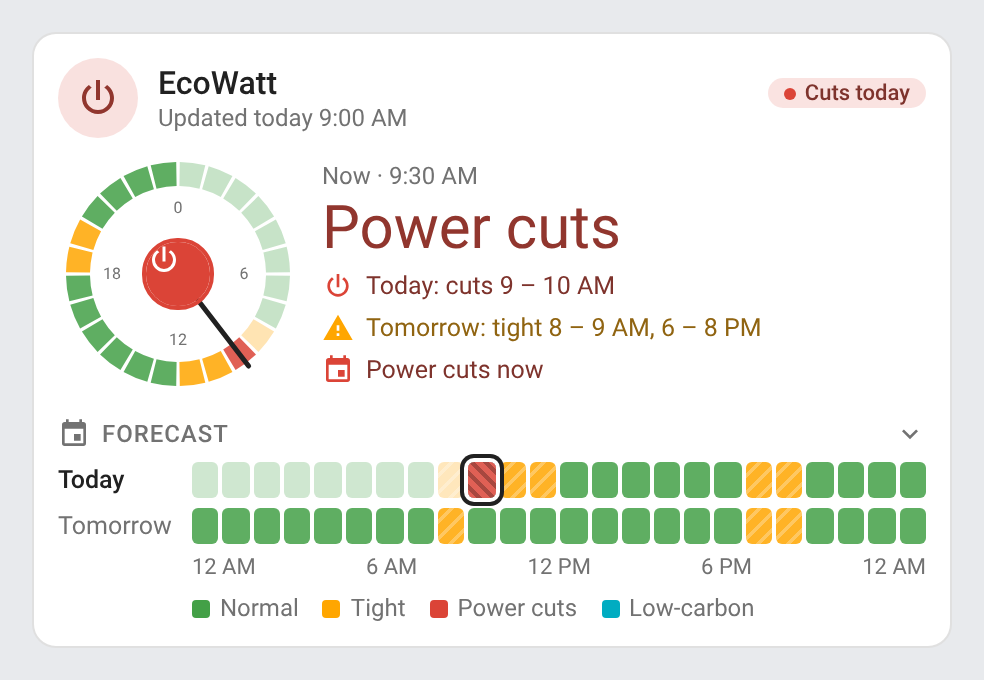 EcoWatt
Updated today 9:00 AM
Cuts today
0
6
12
18
Now · 9:30 AM
Power cuts
Today: cuts 9 – 10 AM
Tomorrow: tight 8 – 9 AM, 6 – 8 PM
Power cuts now
FORECAST
Today
Tomorrow
12 AM 6 AM 12 PM 6 PM 12 AM
Normal Tight Power cuts Low-carbon